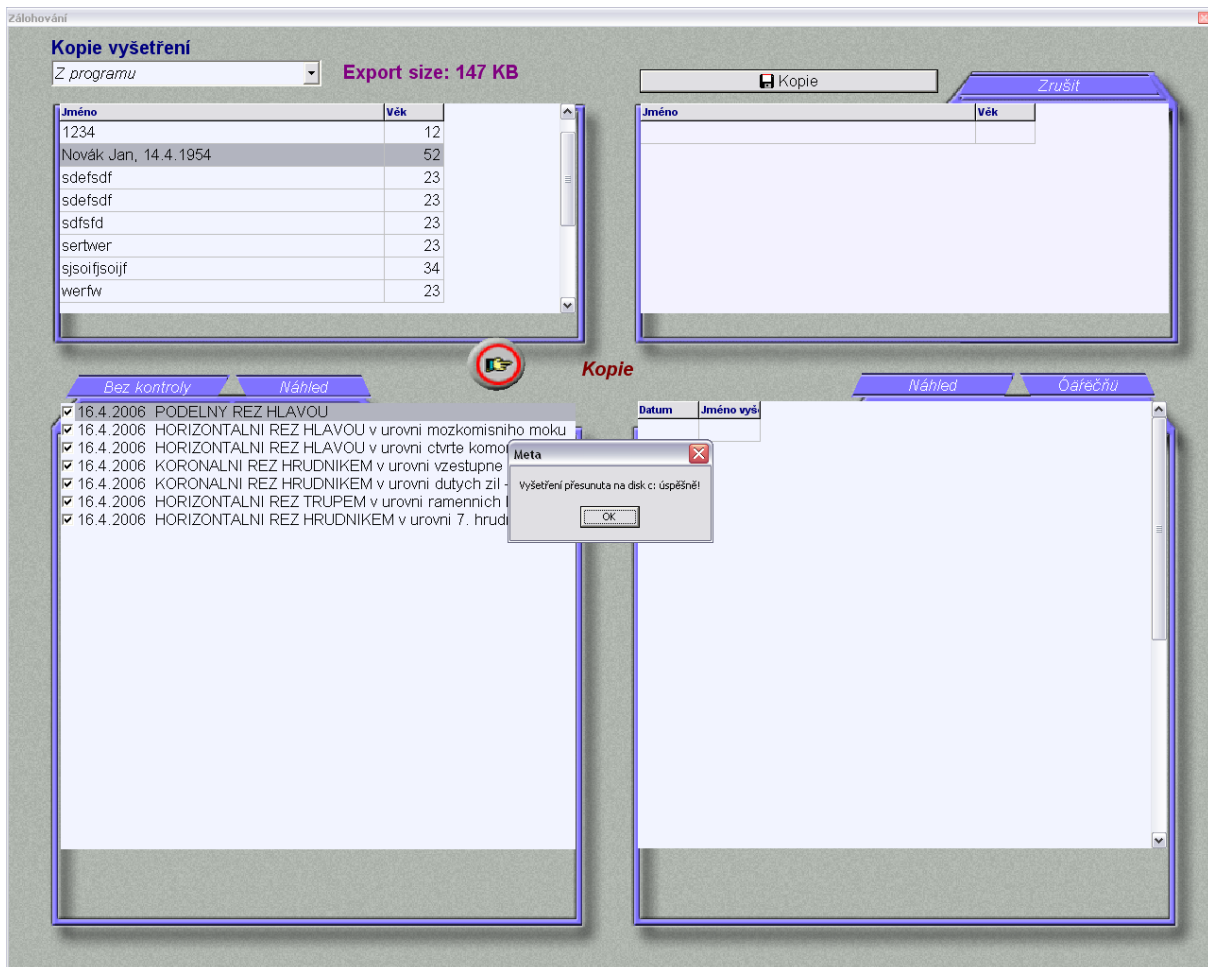 Zálohování
Kopie vyšetření
Z programu
Export size: 147 KB
Kopie
Zrušit
Jméno Věk
1234 12
Novák Jan, 14.4.1954 52
sdefsdf 23
sdefsdf 23
sdfsfd 23
sertwer 23
sjsoifjsoijf 34
werfw 23
Jméno Věk
Kopie
Bez kontroly Náhled
16.4.2006 PODELNY REZ HLAVOU
16.4.2006 HORIZONTALNI REZ HLAVOU v urovni mozkomisniho moku
16.4.2006 HORIZONTALNI REZ HLAVOU v urovni ctvrte komor
16.4.2006 KORONALNI REZ HRUDNIKEM v urovni vzestupne
16.4.2006 KORONALNI REZ HRUDNIKEM v urovni dutych zil -
16.4.2006 HORIZONTALNI REZ TRUPEM v urovni ramennich
16.4.2006 HORIZONTALNI REZ HRUDNIKEM v urovni 7. hrud
Náhled Óäřěčňü
Datum Jméno vyš
Meta
Vyšetření přesunuta na disk c: úspěšně!
OK